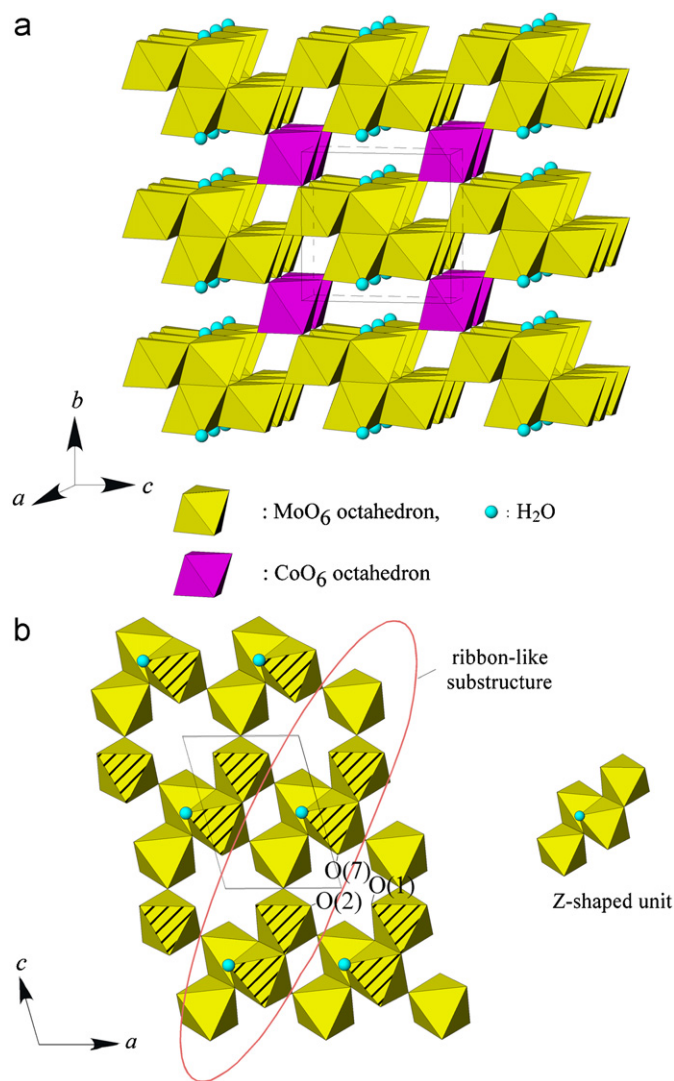 a
b
a
c
: MoO6 octahedron,
: H2O
: CoO6 octahedron
b
ribbon-like
substructure
O(7)
O(1)
O(2)
Z-shaped unit
c
a